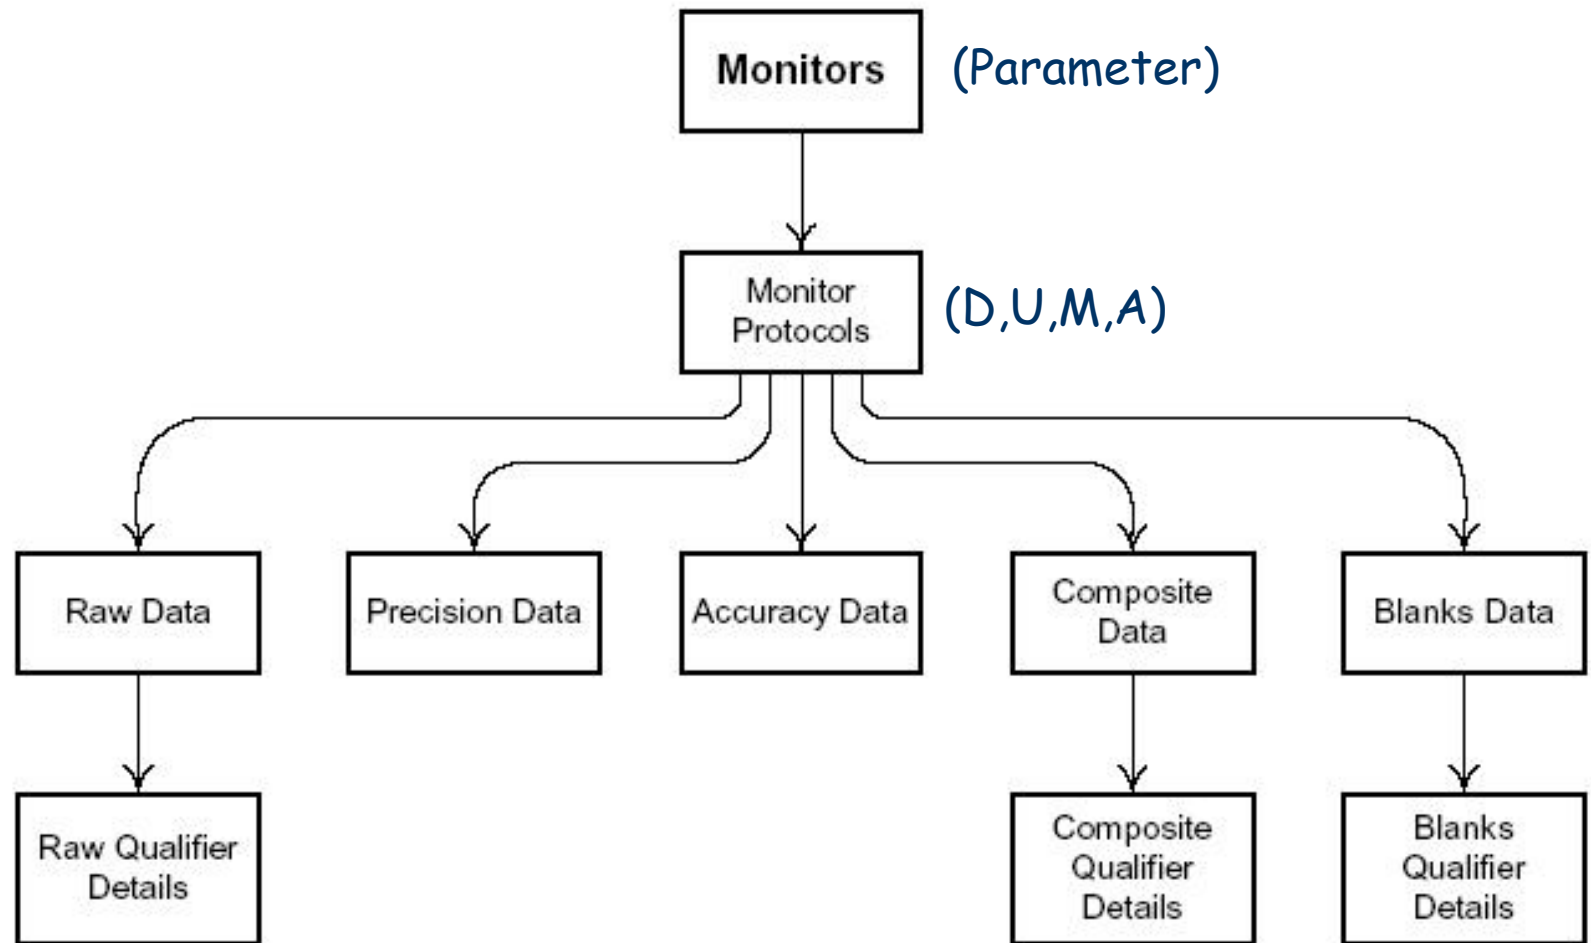 Monitors
(Parameter)
Monitor
Protocols
(D,U,M,A)
Raw Data
Precision Data
Accuracy Data
Composite
Data
Blanks Data
Raw Qualifier
Details
Composite
Qualifier
Details
Blanks
Qualifier
Details